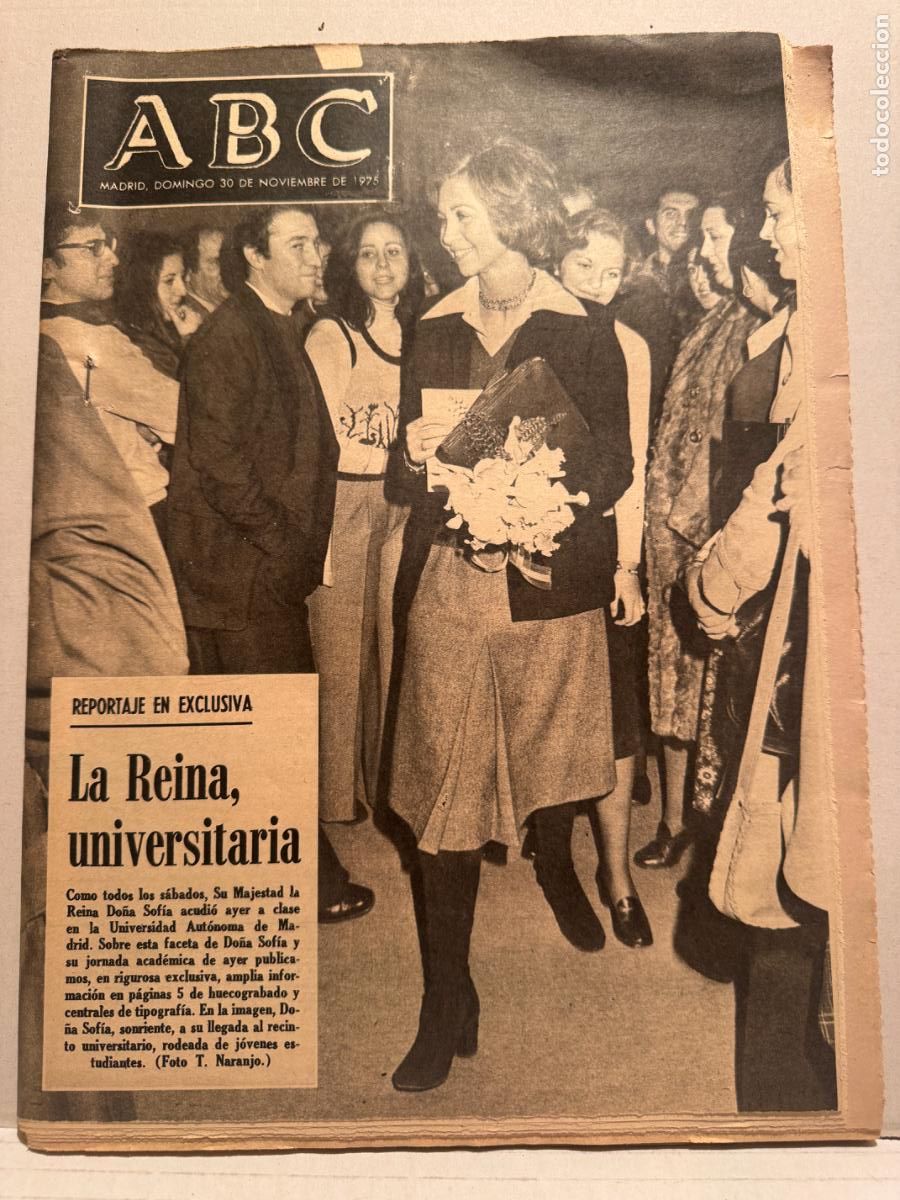 ABC
MADRID, DOMINGO 30 DE NOVIEMBRE DE 1975
REPORTAJE EN EXCLUSIVA
La Reina,
universitaria
Como todos los sábados, Su Majestad la
Reina Doña Sofía acudió ayer a clase
en la Universidad Autónoma de Ma-
drid. Sobre esta faceta de Doña Sofía y
su jornada académica de ayer publica-
mos, en rigurosa exclusiva, amplia infor-
mación en páginas 5 de huecograbado y
centrales de tipografía. En la imagen, Do-
ña Sofía, sonriente, a su llegada al recin-
to universitario, rodeada de jóvenes es-
tudiantes. (Foto T. Naranjo.)
todocoleccion